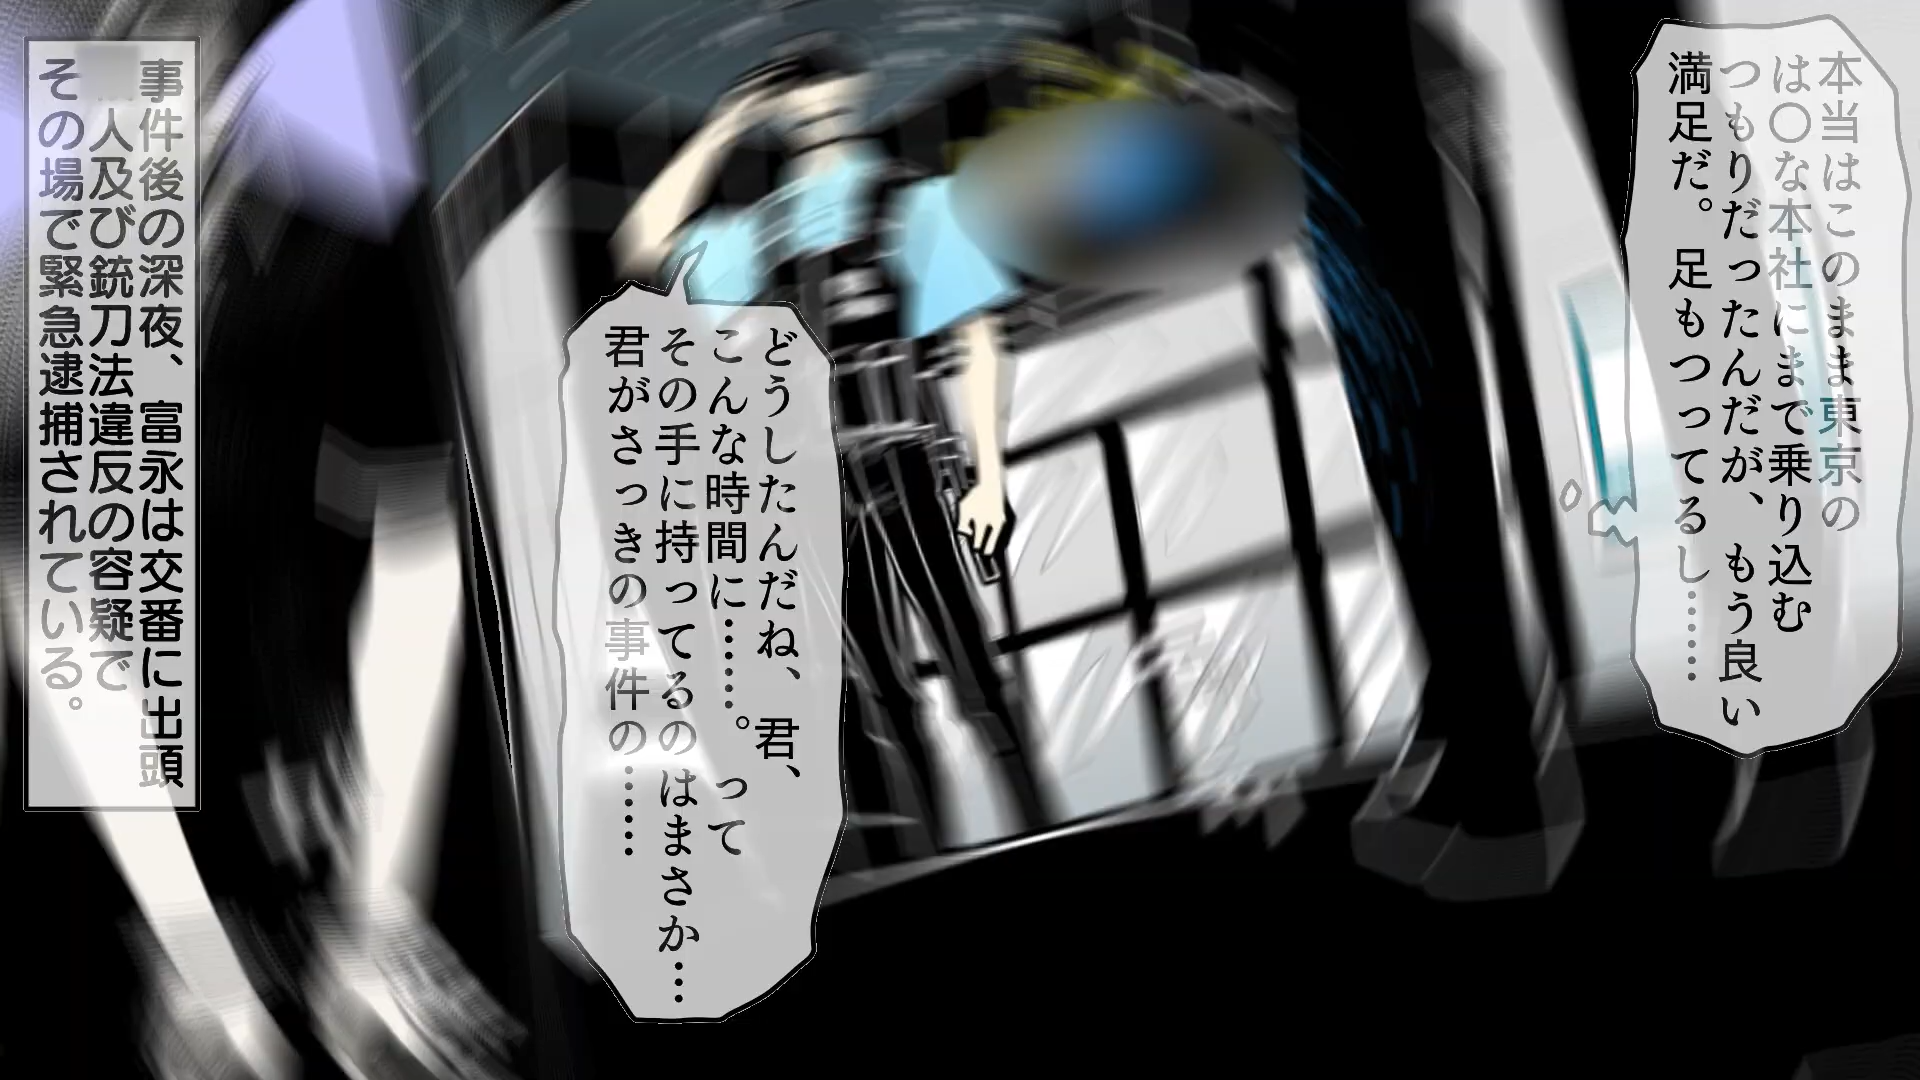 本当はこのまま東京の
は〇な本社にまで乗り込む
つもりだったんだが、もう良い
満足だ。足もつってるし……
どうしたんだね、君、
こんな時間に……。って
その手に持ってるのはまさか…
君がさっきの事件の……
事件後の深夜、富永は交番に出頭
人及び銃刀法違反の容疑で
その場で緊急逮捕されている。